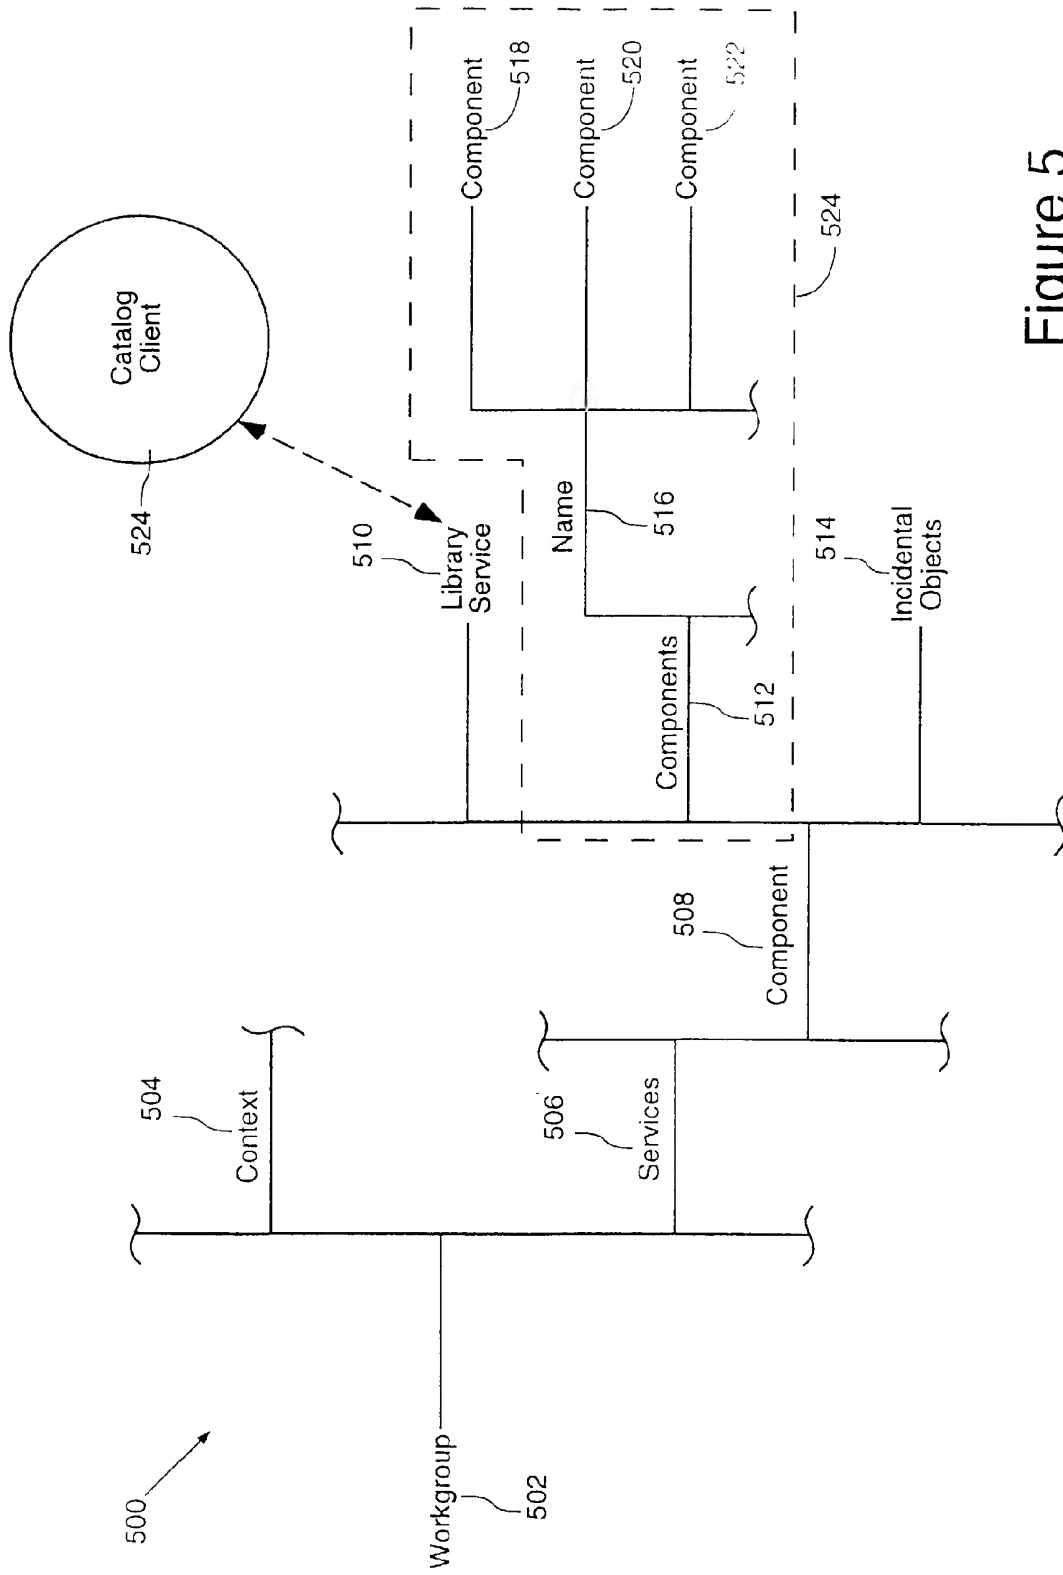 500
Workgroup
502
504
Context
506
Services
508
Component
510
Library
Service
Components
512
514
Incidental
Objects
Name
516
Component
518
Component
520
Component
522
524
Catalog
Client
524
Figure 5